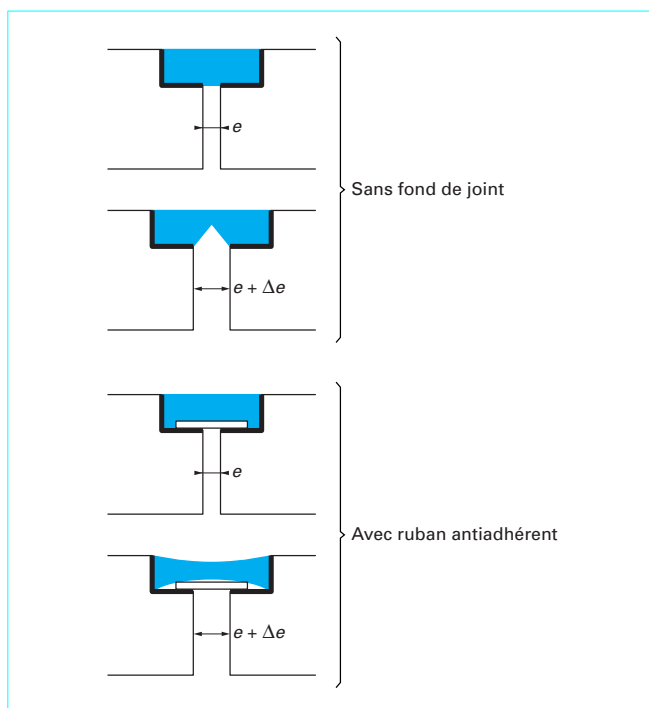 e
Sans fond de joint
e + Δe
e
Avec ruban antiadhérent
e + Δe